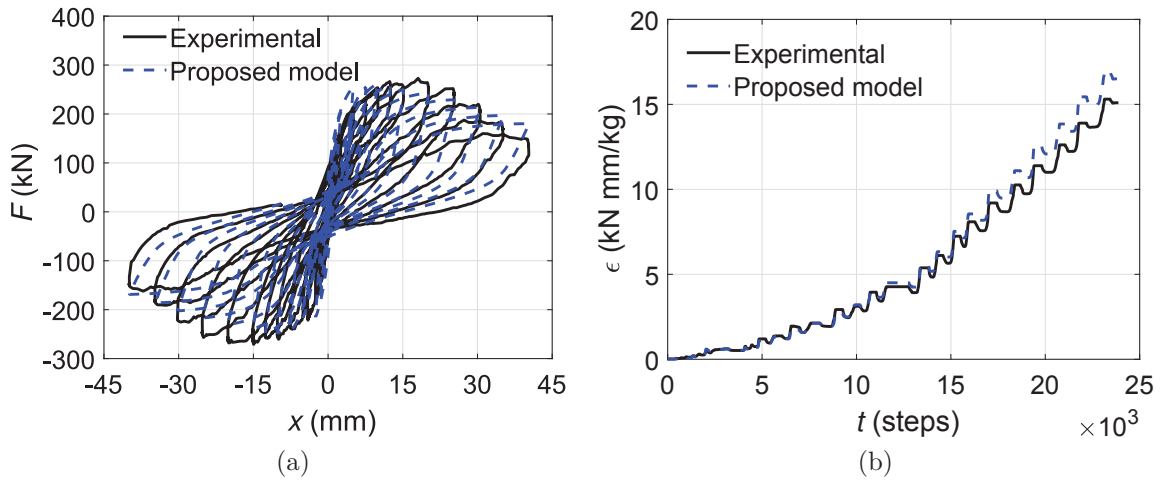 400
300
200
100
0
-100
-200
-300
F (kN)
Experimental
Proposed model
-45 -30 -15 0 15 30 45
x (mm)
(a)
20
15
10
5
0
ϵ (kN mm/kg)
Experimental
Proposed model
0 5 10 15 20 25
t (steps) ×10³
(b)